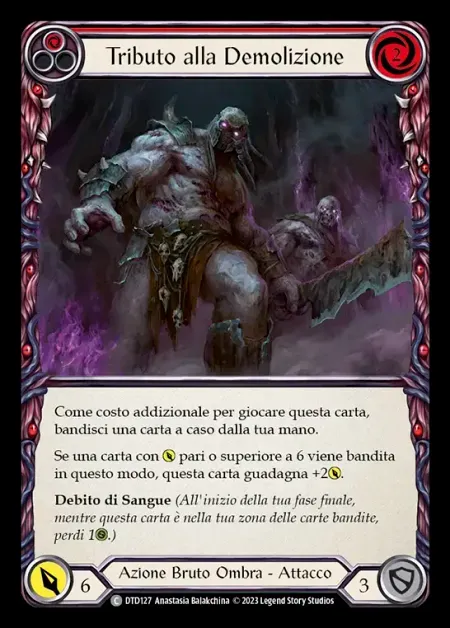 Tributo alla Demolizione
2
Come costo addizionale per giocare questa carta,
bandisci una carta a caso dalla tua mano.
Se una carta con pari o superiore a 6 viene bandita
in questo modo, questa carta guadagna +2.
Debito di Sangue (All'inizio della tua fase finale,
mentre questa carta è nella tua zona delle carte bandite,
perdi 1.)
6
Azione Bruto Ombra - Attacco
3
C DTD127 Anastasia Balakchina © 2023 Legend Story Studios